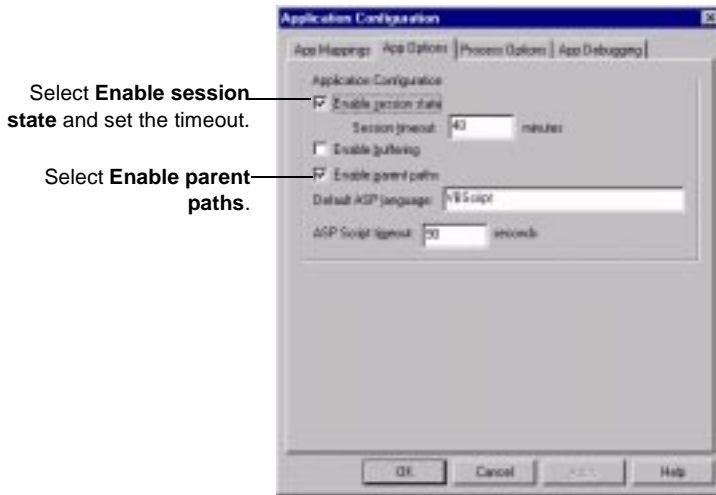 Application Configuration
App Mappings App Options Process Options App Debugging
Application Configuration
Select Enable session
state and set the timeout.
Enable session state
Session timeout: 40 minutes
Enable buffering
Select Enable parent
paths.
Enable parent paths
Default ASP language: VBScript
ASP Script timeout: 90 seconds
OK Cancel Help